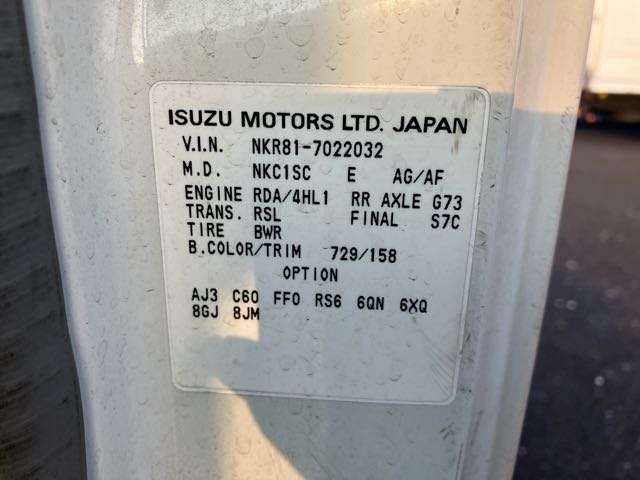 ISUZU MOTORS LTD. JAPAN
V.I.N. NKR81-7022032
M.D. NKC1SC E AG/AF
ENGINE RDA/4HL1 RR AXLE G73
TRANS. RSL FINAL S7C
TIRE BWR
B.COLOR/TRIM 729/158
OPTION
AJ3 C60 FF0 RS6 6QN 6XQ
8GJ 8JM